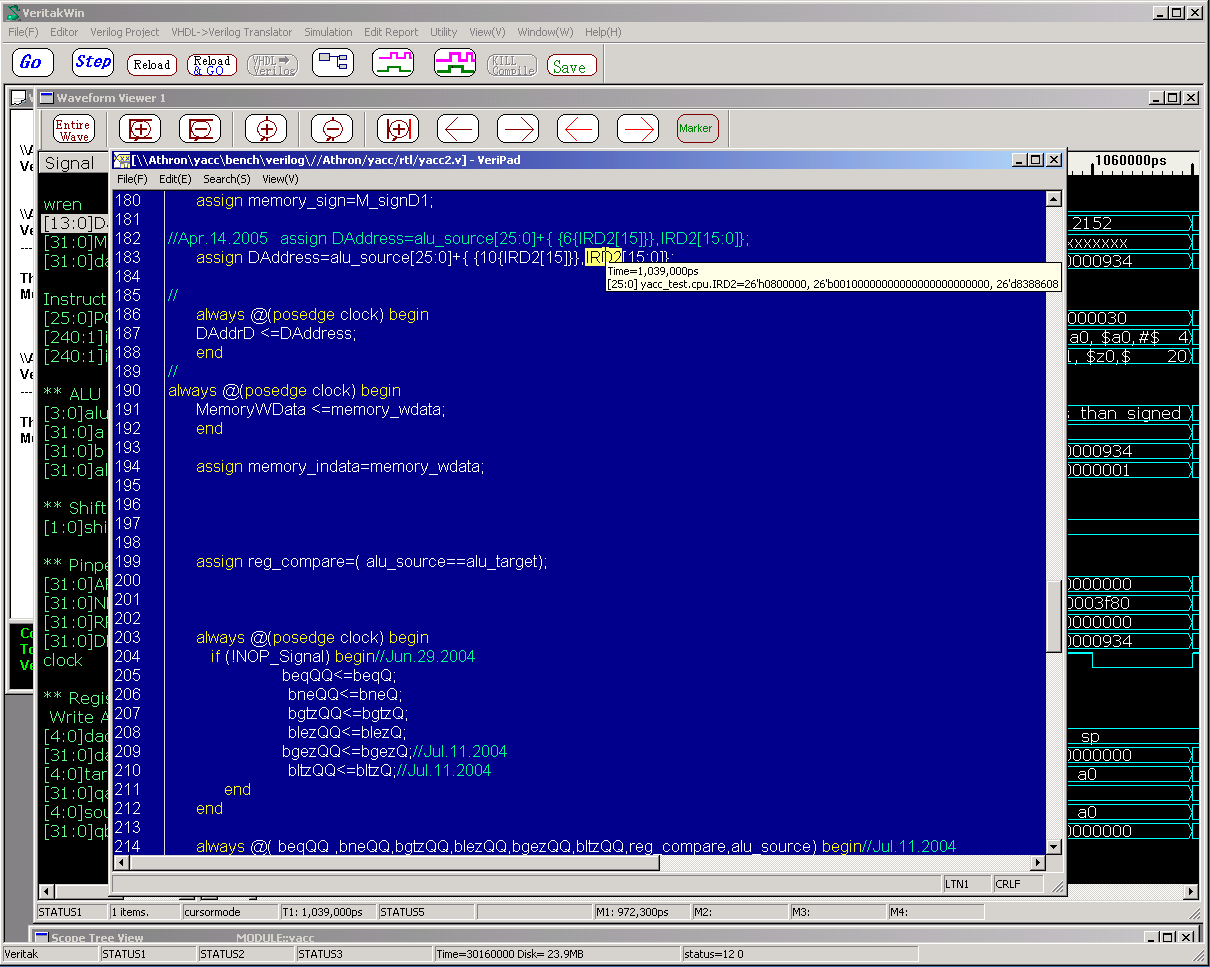 VeritakWin
File(F) Editor Verilog Project VHDL->Verilog Translator Simulation Edit Report Utility View(V) Window(W) Help(H)
Go Step Reload Reload & GO VHDL Verilog KILL Compile Save
Waveform Viewer 1
Entire Wave Marker
Signal
1060000ps
[\\Athron\yacc\bench\verilog\///Athron/yacc/rtl/yacc2.v] - VeriPad
File(F) Edit(E) Search(S) View(V)
180 assign memory_sign=M_signD1;
181
182 //Apr.14.2005 assign DAddress=alu_source[25:0]+{ {6{IRD2[15]}},IRD2[15:0]};
183 assign DAddress=alu_source[25:0]+{ {10{IRD2[15]}},IRD2[15:0]};
Time=1,039,000ps
[25:0] yacc_test.cpu.IRD2=26'h0800000, 26'b00100000000000000000000000, 26'd8388608
184
185 //
186 always @(posedge clock) begin
187 DAddrD <=DAddress;
188 end
189 //
190 always @(posedge clock) begin
191 MemoryWData <=memory_wdata;
192 end
193
194 assign memory_indata=memory_wdata;
195
196
197
198
199 assign reg_compare=( alu_source==alu_target);
200
201
202
203 always @(posedge clock) begin
204 if (!NOP_Signal) begin//Jun.29.2004
205 beqQQ<=beqQ;
206 bneQQ<=bneQ;
207 bgtzQQ<=bgtzQ;
208 blezQQ<=blezQ;
209 bgezQQ<=bgezQ;//Jul.11.2004
210 bltzQQ<=bltzQ;//Jul.11.2004
211 end
212 end
213
214 always @( beqQQ ,bneQQ,bgtzQQ,blezQQ,bgezQQ,bltzQQ,reg_compare,alu_source) begin//Jul.11.2004
LTN1 CRLF
wren
[13:0]D
[31:0]M
[31:0]da
Instruct
[25:0]P
[240:1]i
[240:1]i
** ALU
[3:0]alu
[31:0]a
[31:0]b
[31:0]al
** Shift
[1:0]shi
** Pinpe
[31:0]
[31:0]
[31:0]
[31:0]
clock
** Regis
Write A
[4:0]dad
[31:0]da
[4:0]tar
[31:0]qa
[4:0]sou
[31:0]qb
2152
xxxxxxxx
0000934
000030
a0, $a0,#$ 4
, $z0,$ 20
than signed
0000934
0000001
0000000
0003f80
0000000
0000934
sp
0000000
a0
a0
0000000
STATUS1 1 items. cursormode T1: 1,039,000ps STATUS5 M1: 972,300ps M2: M3: M4:
Scope Tree View MODULE::yacc
Veritak STATUS1 STATUS2 STATUS3 Time=30160000 Disk= 23.9MB status=12 0